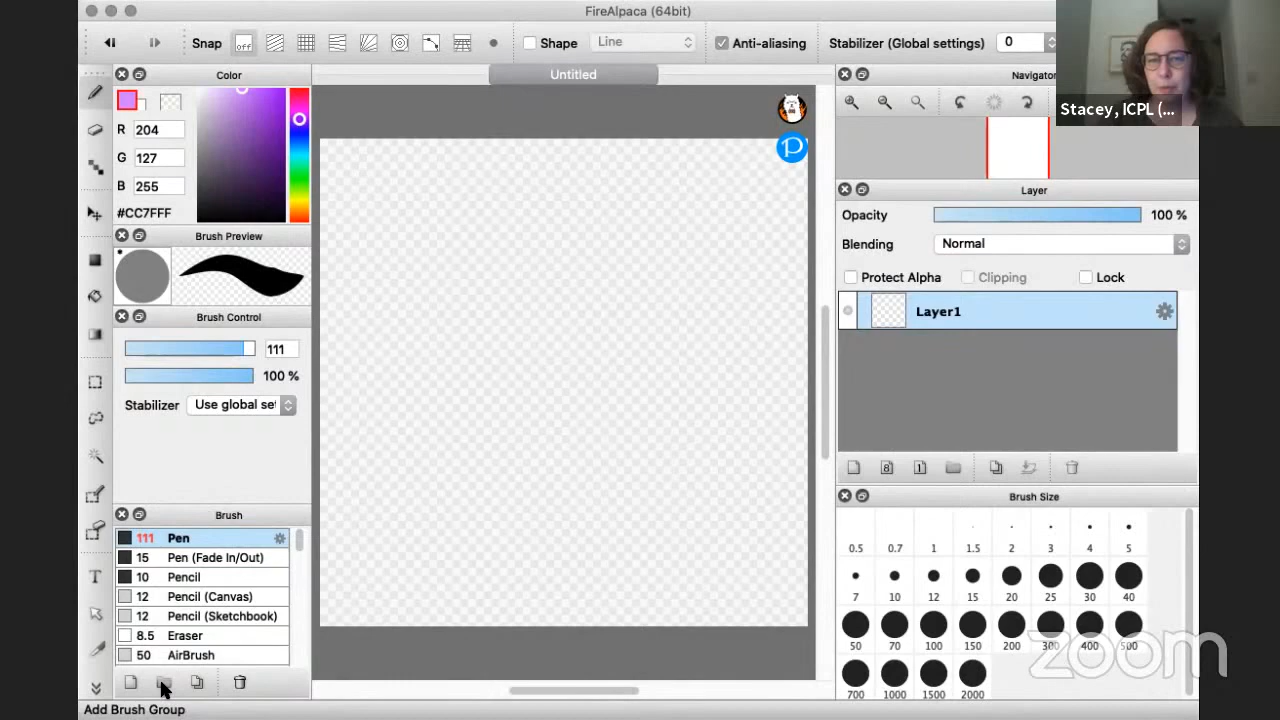 FireAlpaca (64bit)
Snap
off
Shape
Line
Anti-aliasing
Stabilizer (Global settings)
0
Color
Untitled
Navigator
R 204
G 127
B 255
#CC7FFF
Stacey, ICPL (...
Brush Preview
Layer
Opacity
100 %
Blending
Normal
Protect Alpha
Clipping
Lock
Layer1
Brush Control
111
100 %
Stabilizer
Use global set
Brush
111 Pen
15 Pen (Fade In/Out)
10 Pencil
12 Pencil (Canvas)
12 Pencil (Sketchbook)
8.5 Eraser
50 AirBrush
8
1
Brush Size
0.5 0.7 1 1.5 2 3 4 5
7 10 12 15 20 25 30 40
50 70 100 150 200 300 400 500
700 1000 1500 2000
T
P
Add Brush Group
zoom